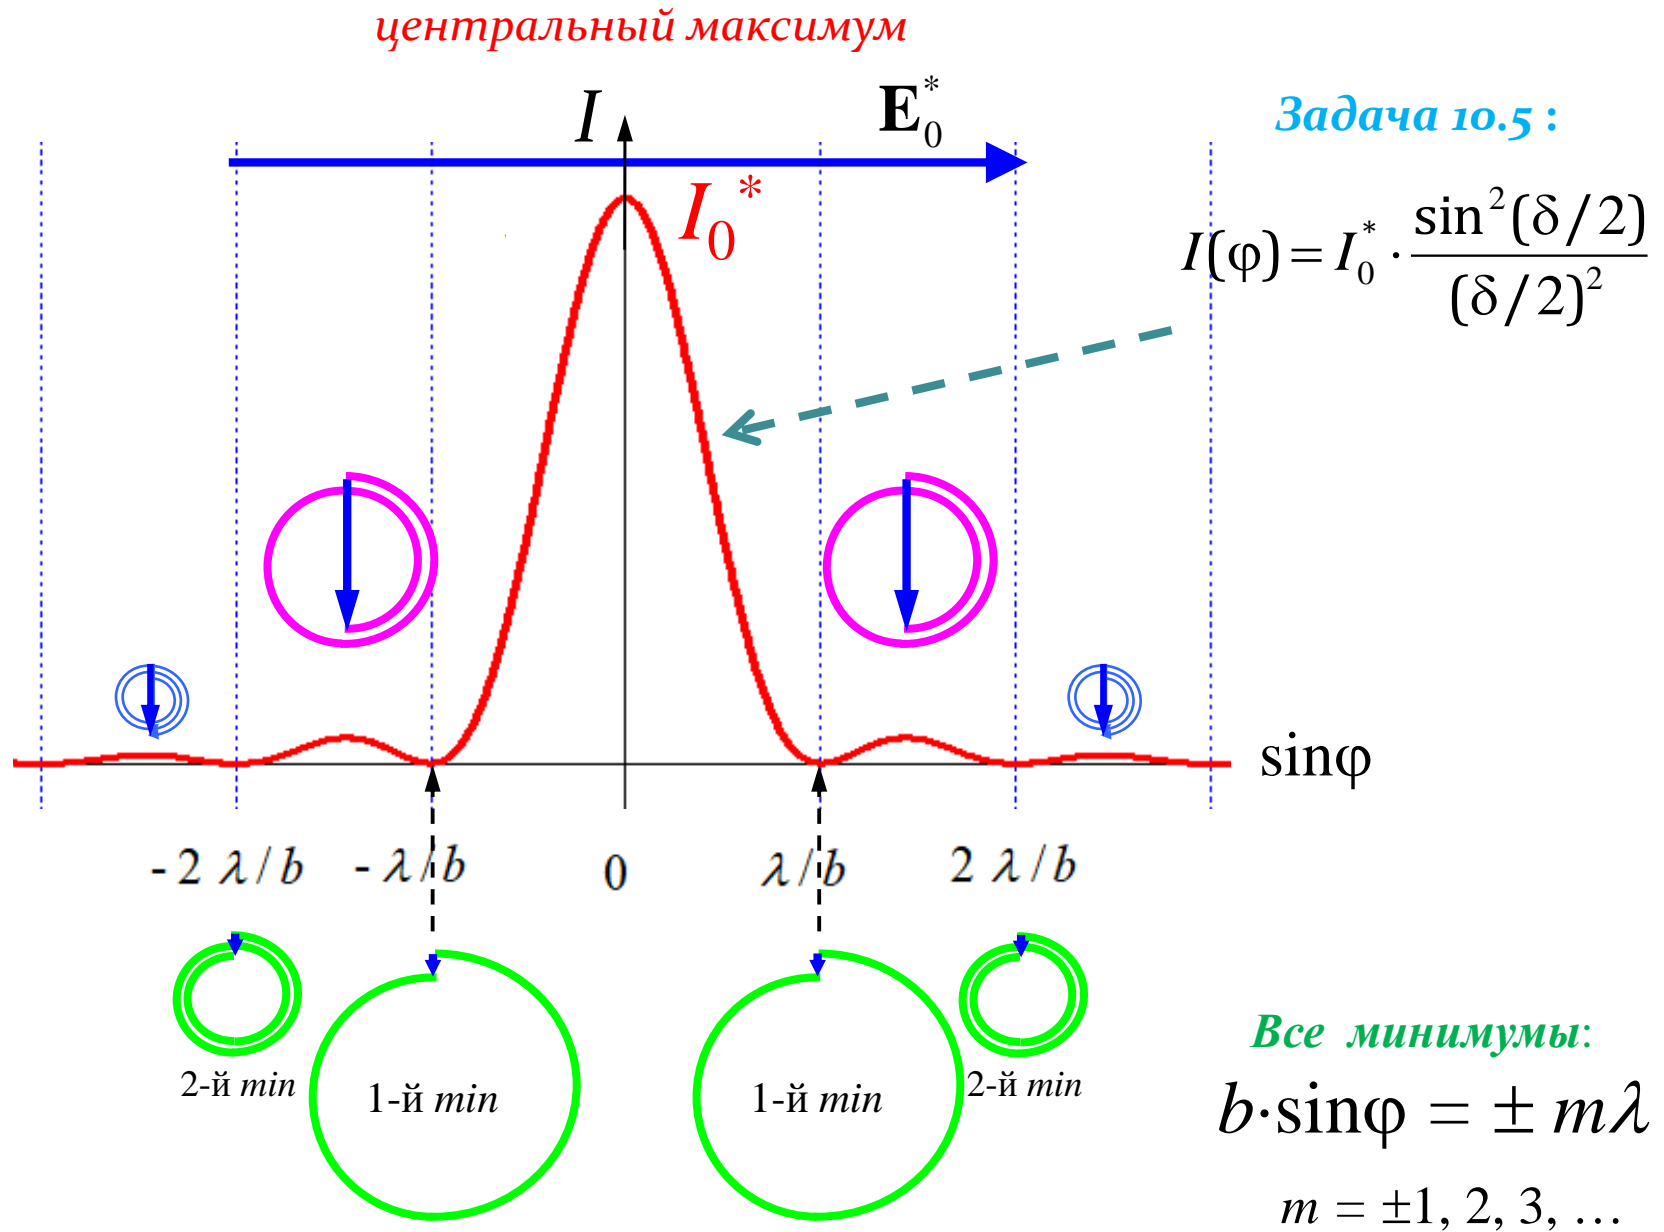 центральный максимум
I
E₀*
I₀*
Задача 10.5 :
I(φ) = I₀* · sin²(δ/2) / (δ/2)²
sinφ
- 2 λ / b
- λ / b
0
λ / b
2 λ / b
2-й min
1-й min
1-й min
2-й min
Все минимумы:
b·sinφ = ± mλ
m = ±1, 2, 3, …